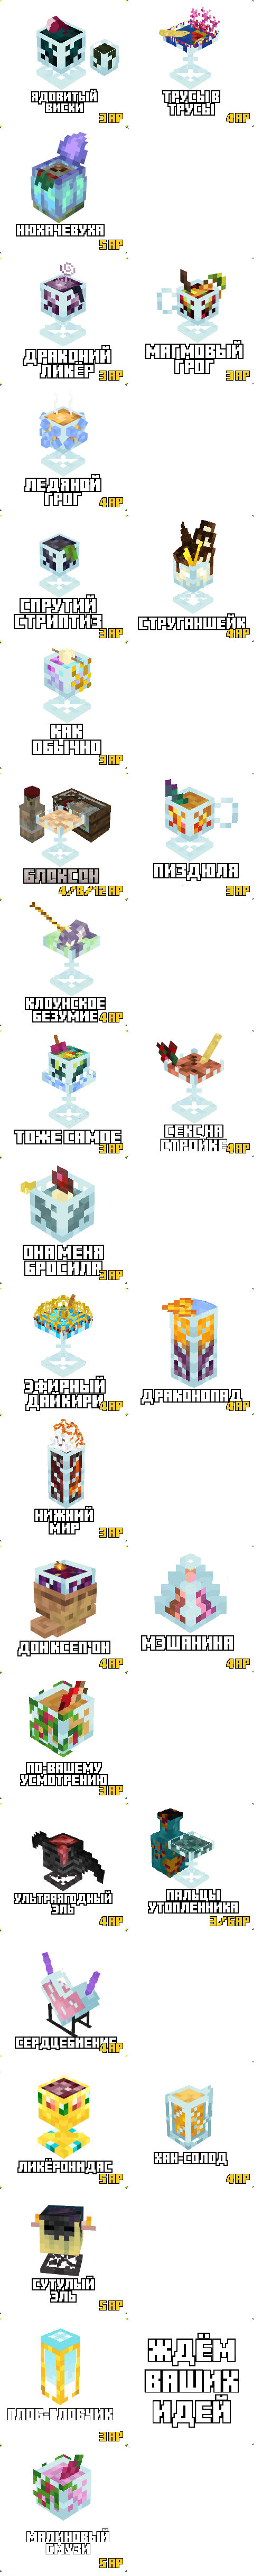 ЯДОВИТЫЙ
ВИСКИ
3 АР
ТРУСЫ В
ТРУСЫ
4 АР
НЮХАЧЕВУХА
5 АР
ДРАКОНИЙ
ЛИКЁР
3 АР
МАГМОВЫЙ
ГРОГ
3 АР
ЛЕДЯНОЙ
ГРОГ
4 АР
СПРУТИЙ
СТРИПТИЗ
3 АР
СТРУГАНШЕЙК
4 АР
КАК
ОБЫЧНО
3 АР
БЛОКСОН
4/8/12 АР
ПИЗДЮЛЯ
3 АР
КЛОУНСКОЕ
БЕЗУМИЕ
4 АР
ТОЖЕ САМОЕ
3 АР
СЕКС НА
СТРОЙКЕ
4 АР
ОНА МЕНЯ
БРОСИЛА
3 АР
ЭФИРНЫЙ
ДАЙКИРИ
4 АР
ДРАКОНОПАД
4 АР
НИЖНИЙ
МИР
3 АР
ДОН КСЕП'ОН
4 АР
МЭШАНИНА
4 АР
ПО-ВАШЕМУ
УСМОТРЕНИЮ
3 АР
УЛЬТРАЯГОДНЫЙ
ЭЛЬ
4 АР
ПАЛЬЦЫ
УТОПЛЕННИКА
3/6 АР
СЕРДЦЕБИЕНИЕ
4 АР
ЛИКЁРОНИДАС
5 АР
ХАН-СОЛОД
4 АР
СУТУЛЫЙ
ЭЛЬ
5 АР
3 АР
ЖДЁМ
ВАШИХ
ИДЕЙ
МАЛИНОВЫЙ
СМУЗИ
5 АР